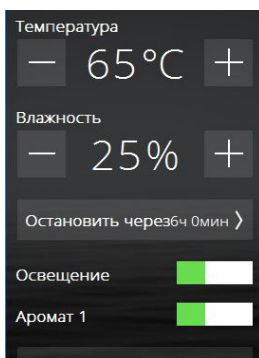 Температура
— 65°C +
Влажность
— 25% +
Остановить через6ч 0мин 〉
Освещение
Аромат 1